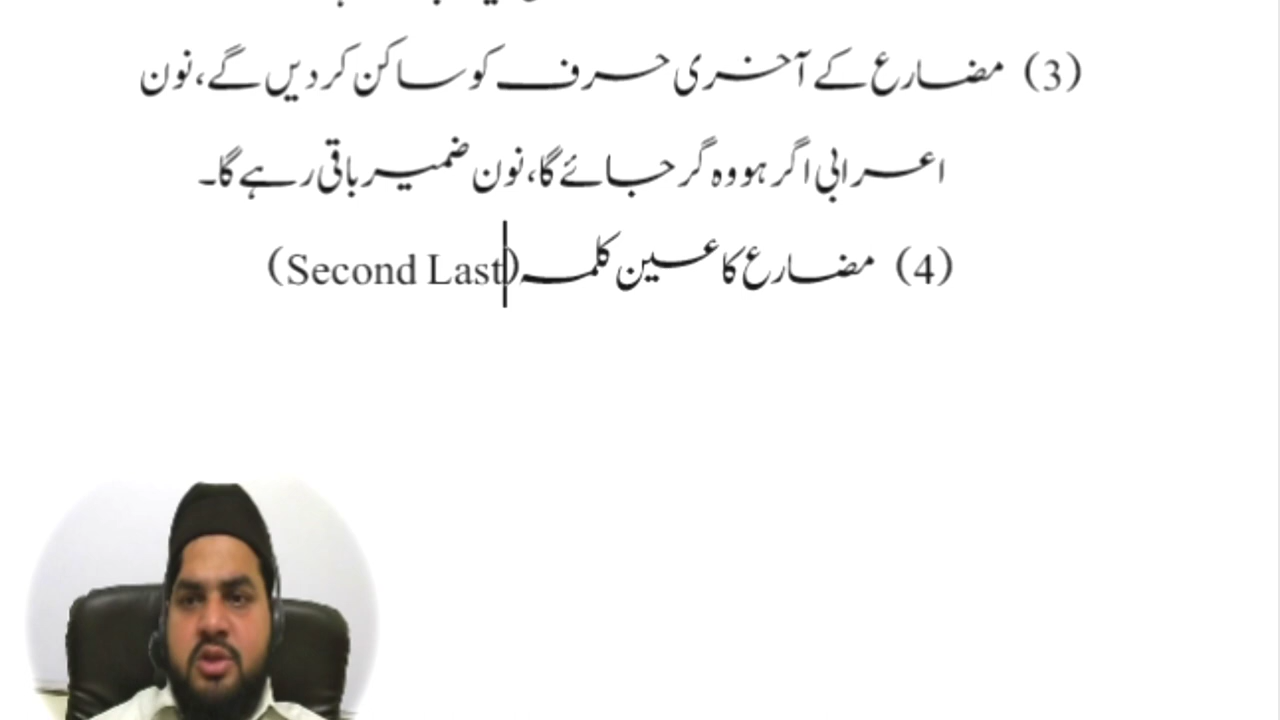 (3) مضارع کے آخری حرف کو ساکن کر دیں گے، نون
اعرابی اگر ہو وہ گر جائے گا، نون ضمیر باقی رہے گا۔
(4) مضارع کا عین کلمہ (Second Last)